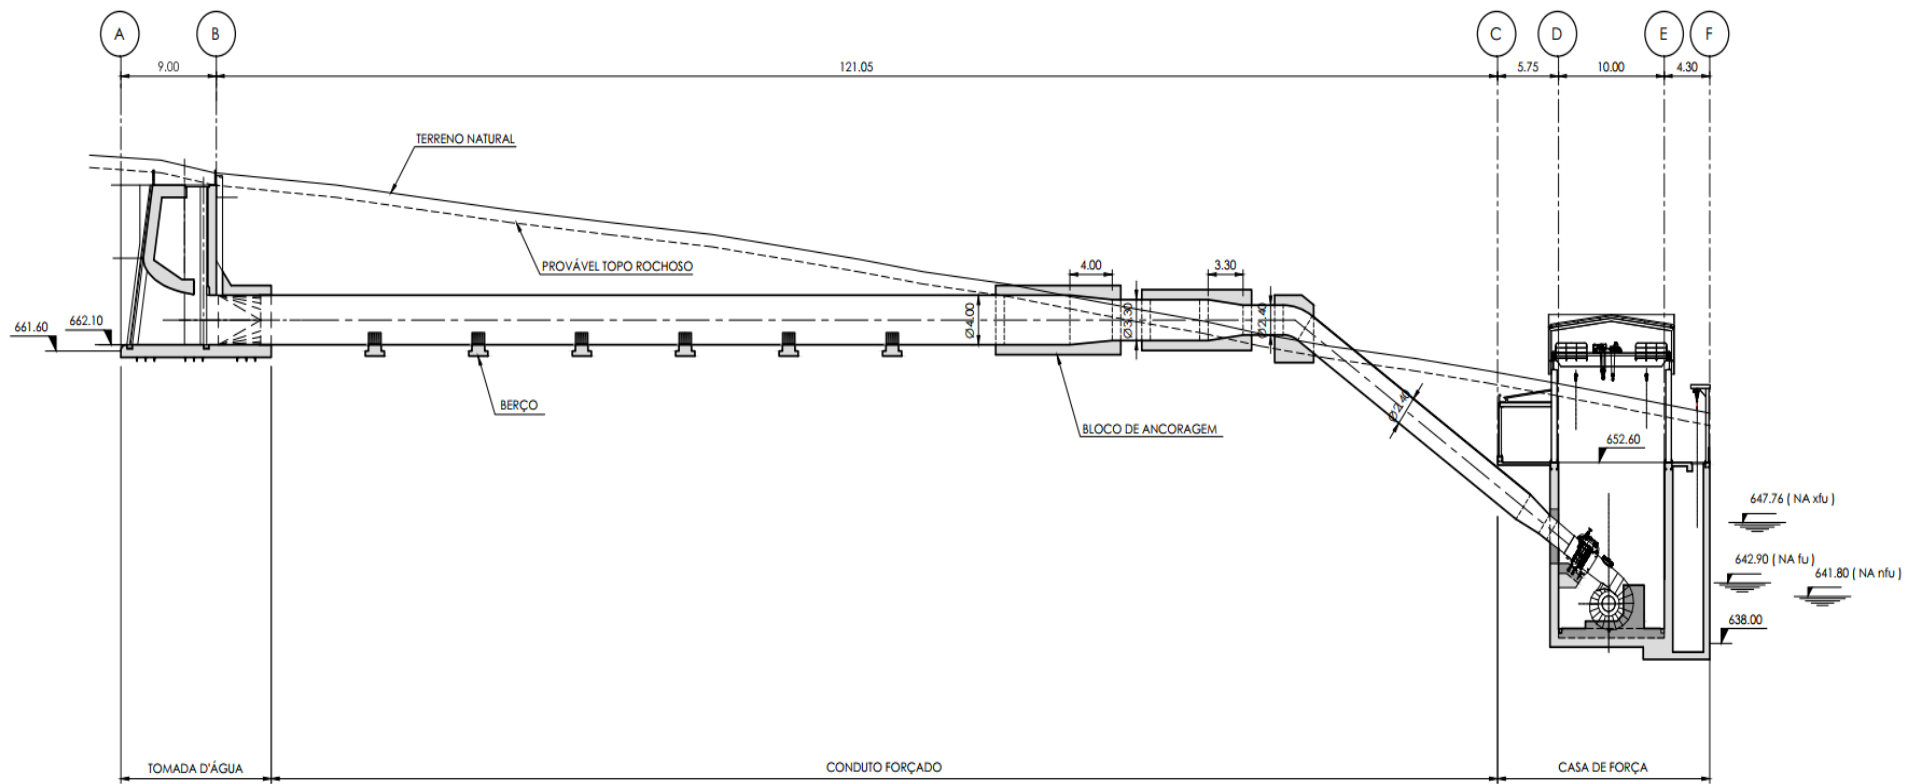 A
B
C
D
E
F
9.00
121.05
5.75
10.00
4.30
TERRENO NATURAL
PROVÁVEL TOPO ROCHOSO
4.00
3.30
661.60
662.10
Ø4.00
Ø3.30
Ø2.40
Ø2.40
BERÇO
BLOCO DE ANCORAGEM
652.60
647.76 ( NA xfu )
642.90 ( NA fu )
641.80 ( NA nfu )
638.00
TOMADA D'ÁGUA
CONDUTO FORÇADO
CASA DE FORÇA